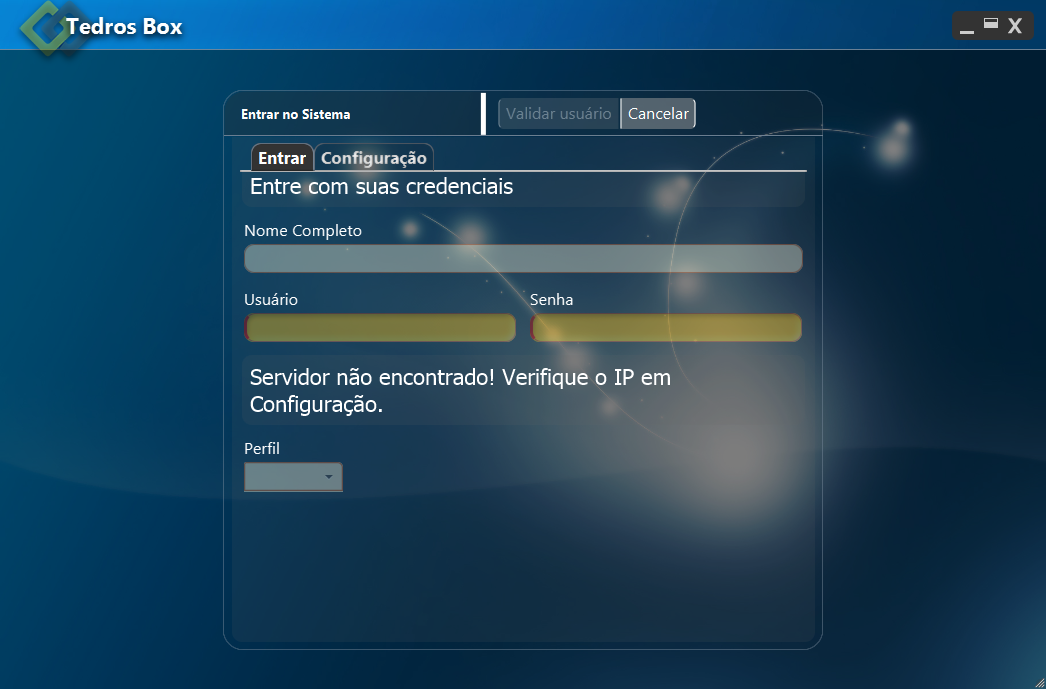 Tedros Box
Entrar no Sistema
Validar usuário
Cancelar
Entrar
Configuração
Entre com suas credenciais
Nome Completo
Usuário
Senha
Servidor não encontrado! Verifique o IP em
Configuração.
Perfil